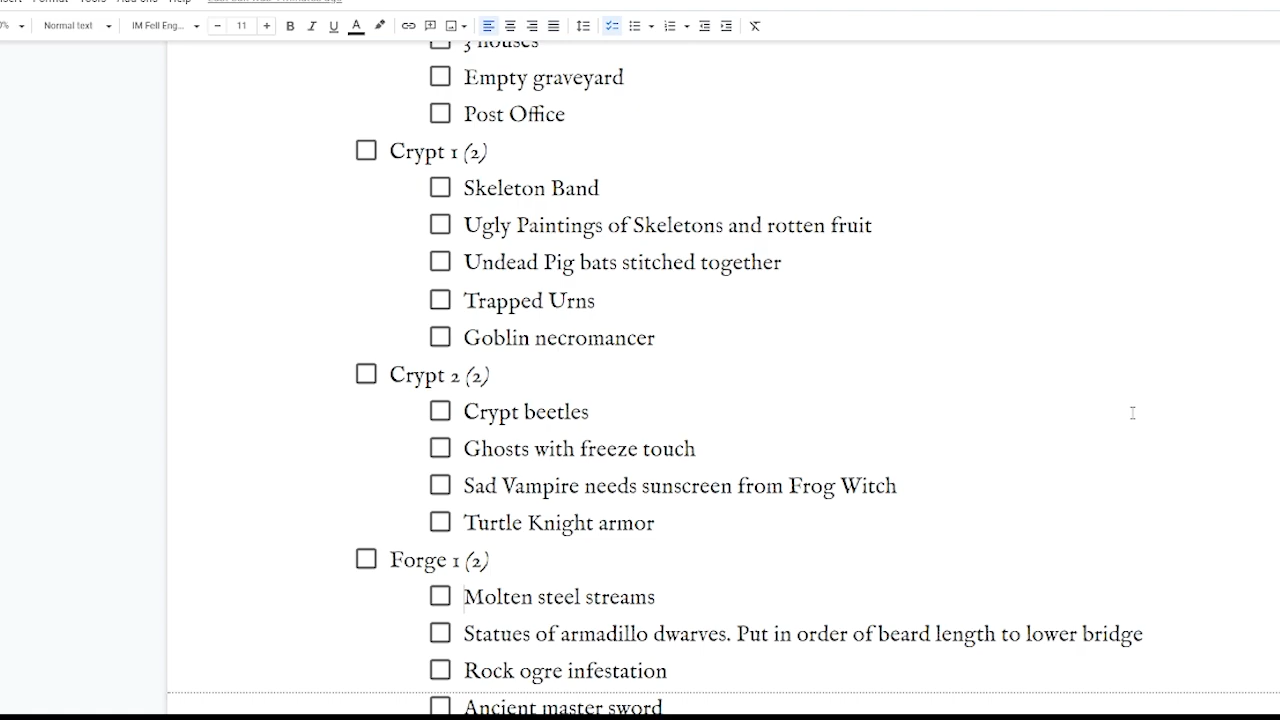 Normal text
IM Fell Eng...
11
3 houses
Empty graveyard
Post Office
Crypt 1 (2)
Skeleton Band
Ugly Paintings of Skeletons and rotten fruit
Undead Pig bats stitched together
Trapped Urns
Goblin necromancer
Crypt 2 (2)
Crypt beetles
Ghosts with freeze touch
Sad Vampire needs sunscreen from Frog Witch
Turtle Knight armor
Forge 1 (2)
Molten steel streams
Statues of armadillo dwarves. Put in order of beard length to lower bridge
Rock ogre infestation
Ancient master sword